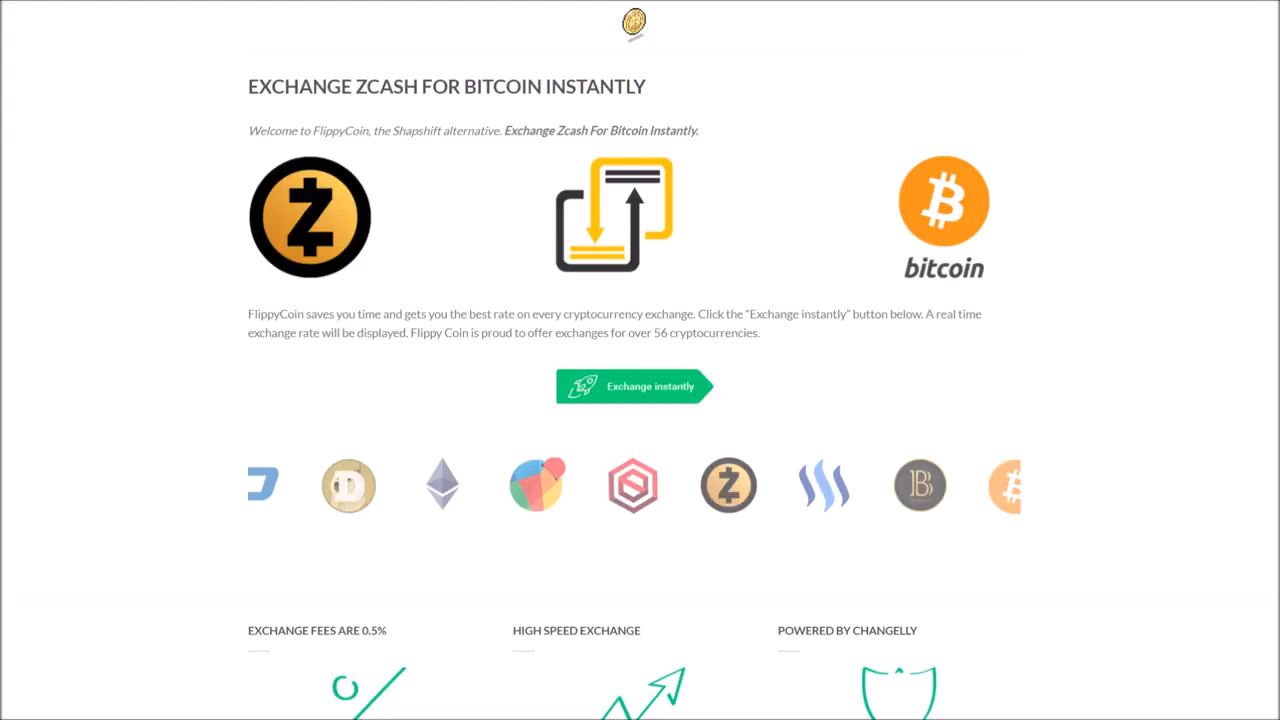 EXCHANGE ZCASH FOR BITCOIN INSTANTLY
Welcome to FlippyCoin, the Shapshift alternative. Exchange Zcash For Bitcoin Instantly.
bitcoin
FlippyCoin saves you time and gets you the best rate on every cryptocurrency exchange. Click the “Exchange instantly” button below. A real time
exchange rate will be displayed. Flippy Coin is proud to offer exchanges for over 56 cryptocurrencies.
Exchange instantly
EXCHANGE FEES ARE 0.5%
HIGH SPEED EXCHANGE
POWERED BY CHANGELLY